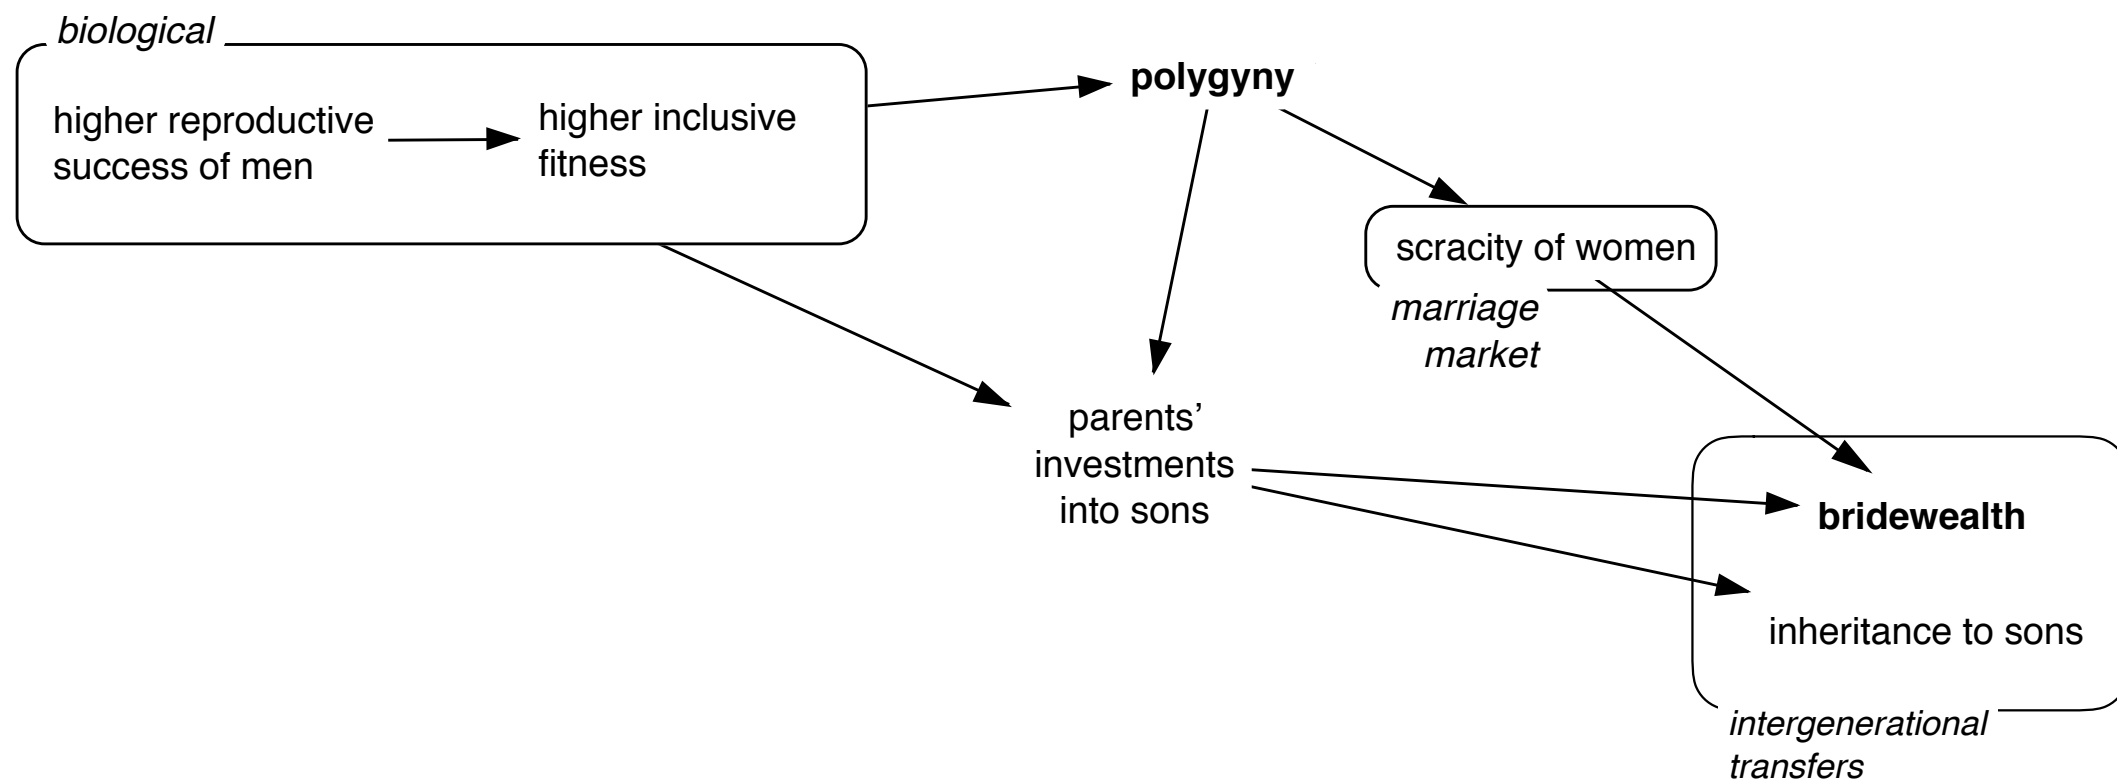 biological
higher reproductive
success of men
higher inclusive
fitness
polygyny
scracity of women
marriage
market
parents’
investments
into sons
bridewealth
inheritance to sons
intergenerational
transfers